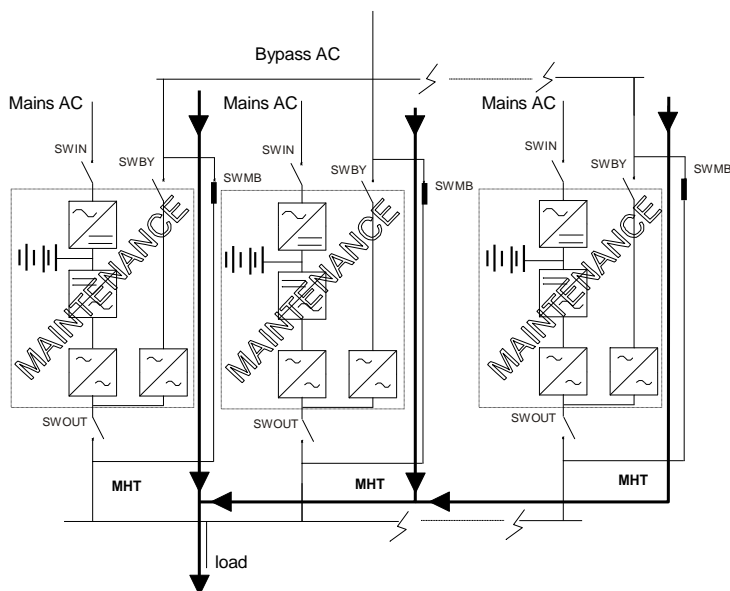 Bypass AC
Mains AC
Mains AC
Mains AC
SWIN
SWBY
SWMB
SWIN
SWBY
SWMB
SWIN
SWBY
SWMB
MAINTENANCE
MAINTENANCE
MAINTENANCE
SWOUT
SWOUT
SWOUT
MHT
MHT
MHT
load